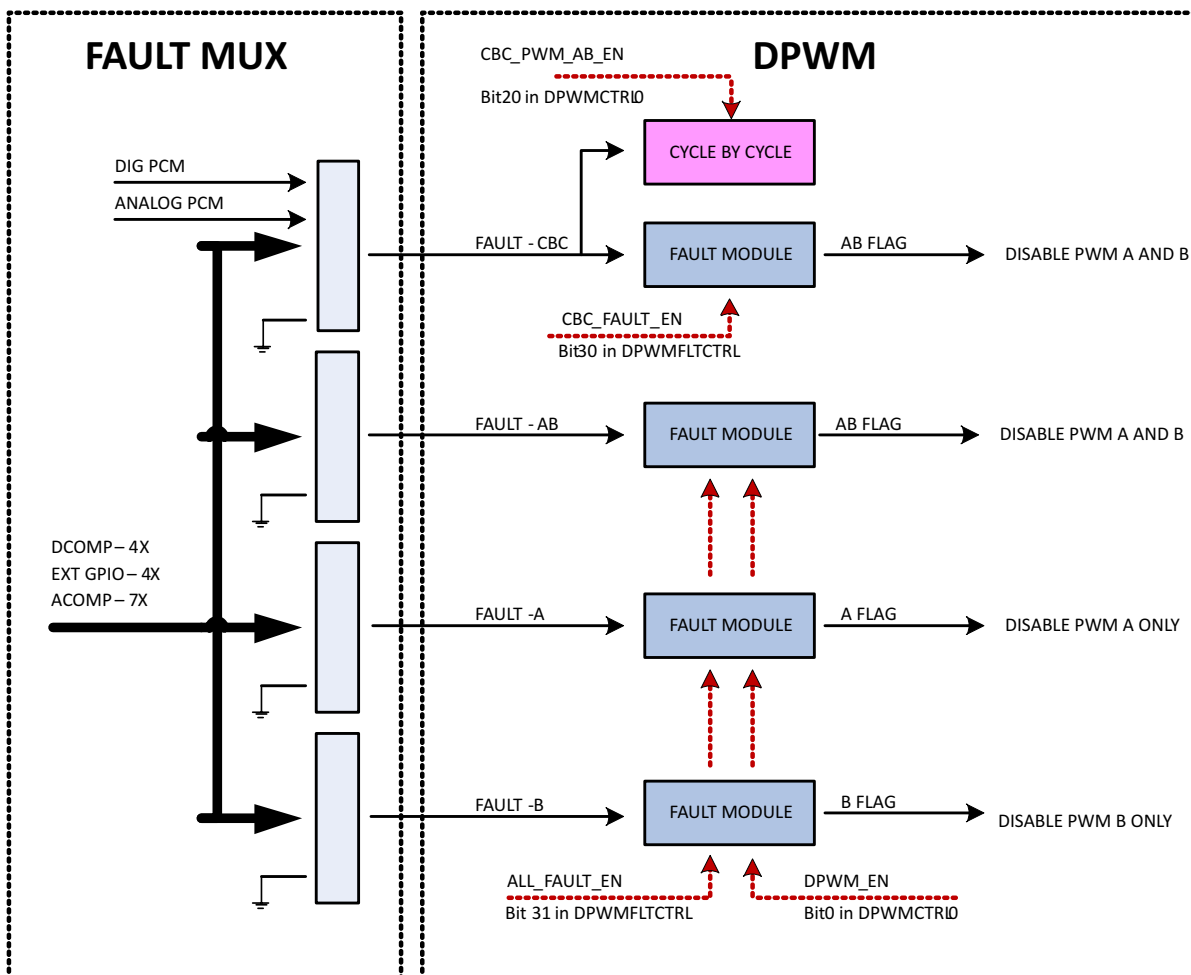 FAULT MUX
DPWM
CBC_PWM_AB_EN
Bit20 in DPWMCTRL0
CYCLE BY CYCLE
DIG PCM
ANALOG PCM
FAULT - CBC
FAULT MODULE
AB FLAG
DISABLE PWM A AND B
CBC_FAULT_EN
Bit30 in DPWMFLTCTRL
FAULT - AB
FAULT MODULE
AB FLAG
DISABLE PWM A AND B
DCOMP – 4X
EXT GPIO – 4X
ACOMP – 7X
FAULT -A
FAULT MODULE
A FLAG
DISABLE PWM A ONLY
FAULT -B
FAULT MODULE
B FLAG
DISABLE PWM B ONLY
ALL_FAULT_EN
Bit 31 in DPWMFLTCTRL
DPWM_EN
Bit0 in DPWMCTRL0